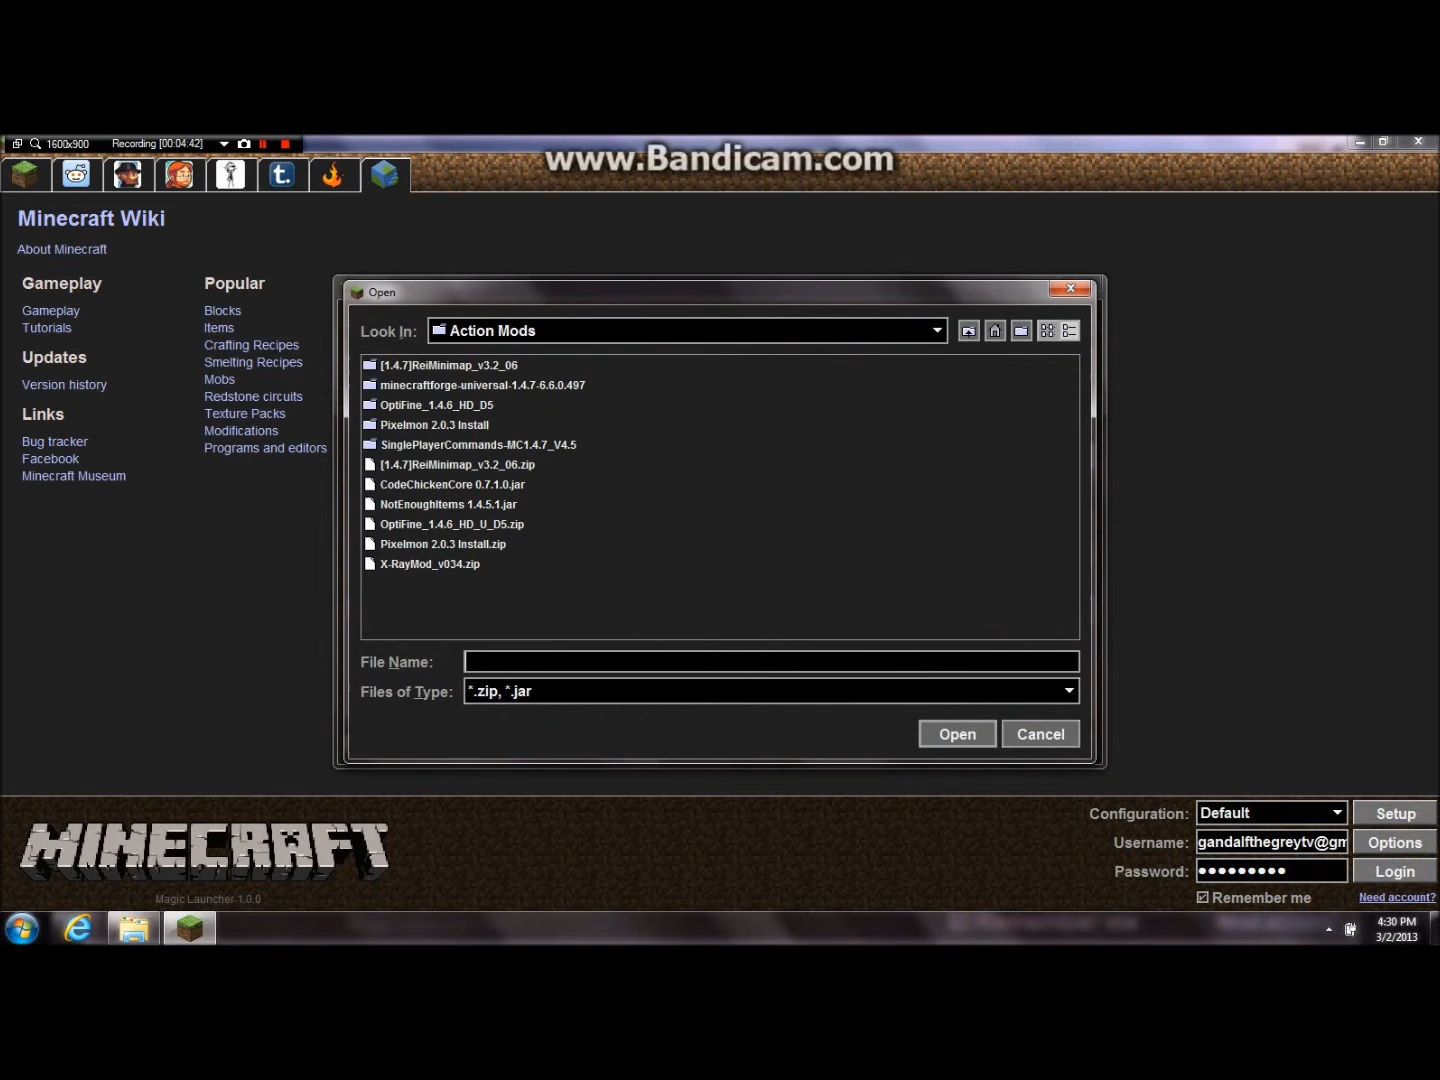 1600x900 Recording [00:04:42]
www.Bandicam.com
t.
Minecraft Wiki
About Minecraft
Gameplay
Gameplay
Tutorials
Updates
Version history
Links
Bug tracker
Facebook
Minecraft Museum
Popular
Blocks
Items
Crafting Recipes
Smelting Recipes
Mobs
Redstone circuits
Texture Packs
Modifications
Programs and editors
Open
Look In: Action Mods
[1.4.7]ReiMinimap_v3.2_06
minecraftforge-universal-1.4.7-6.6.0.497
OptiFine_1.4.6_HD_D5
Pixelmon 2.0.3 Install
SinglePlayerCommands-MC1.4.7_V4.5
[1.4.7]ReiMinimap_v3.2_06.zip
CodeChickenCore 0.7.1.0.jar
NotEnoughItems 1.4.5.1.jar
OptiFine_1.4.6_HD_U_D5.zip
Pixelmon 2.0.3 Install.zip
X-RayMod_v034.zip
File Name:
Files of Type: *.zip, *.jar
Open Cancel
MINECRAFT
Magic Launcher 1.0.0
Configuration: Default Setup
Username: gandalfthegreytv@gm Options
Password: ●●●●●●●●● Login
Remember me Need account?
4:30 PM
3/2/2013